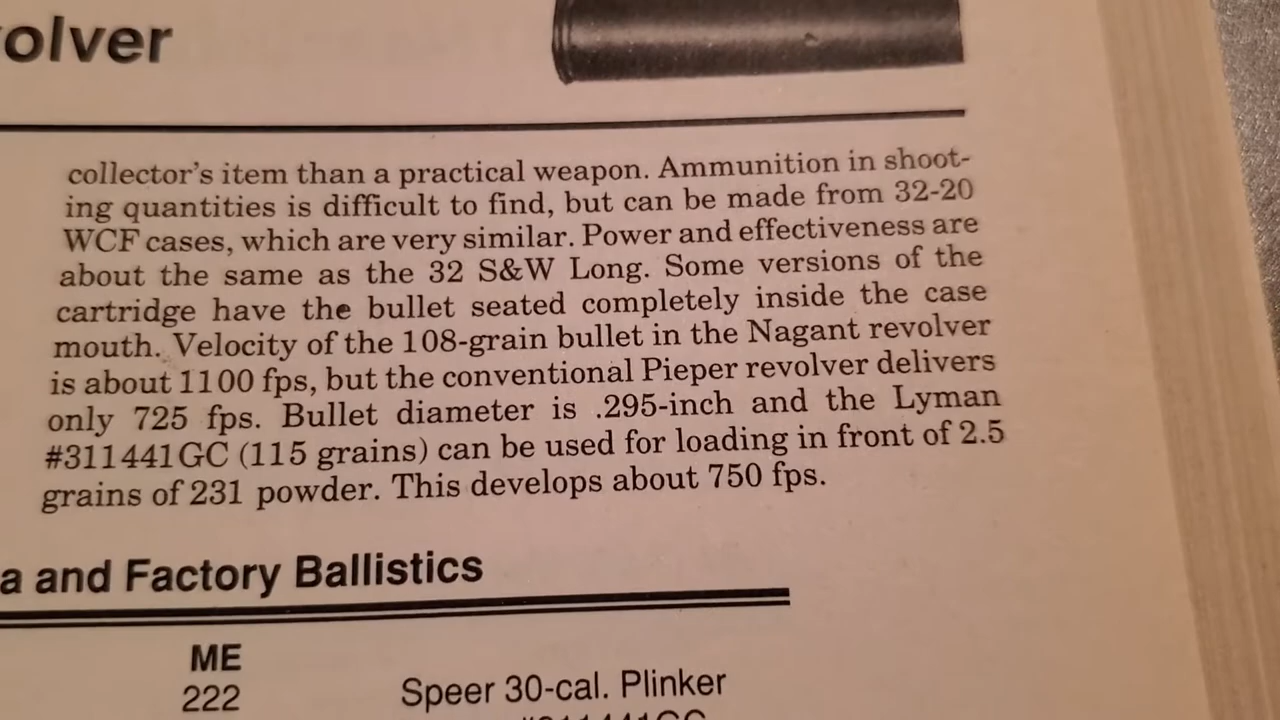 olver
collector's item than a practical weapon. Ammunition in shoot-
ing quantities is difficult to find, but can be made from 32-20
WCF cases, which are very similar. Power and effectiveness are
about the same as the 32 S&W Long. Some versions of the
cartridge have the bullet seated completely inside the case
mouth. Velocity of the 108-grain bullet in the Nagant revolver
is about 1100 fps, but the conventional Pieper revolver delivers
only 725 fps. Bullet diameter is .295-inch and the Lyman
#311441GC (115 grains) can be used for loading in front of 2.5
grains of 231 powder. This develops about 750 fps.
a and Factory Ballistics
ME
222 Speer 30-cal. Plinker